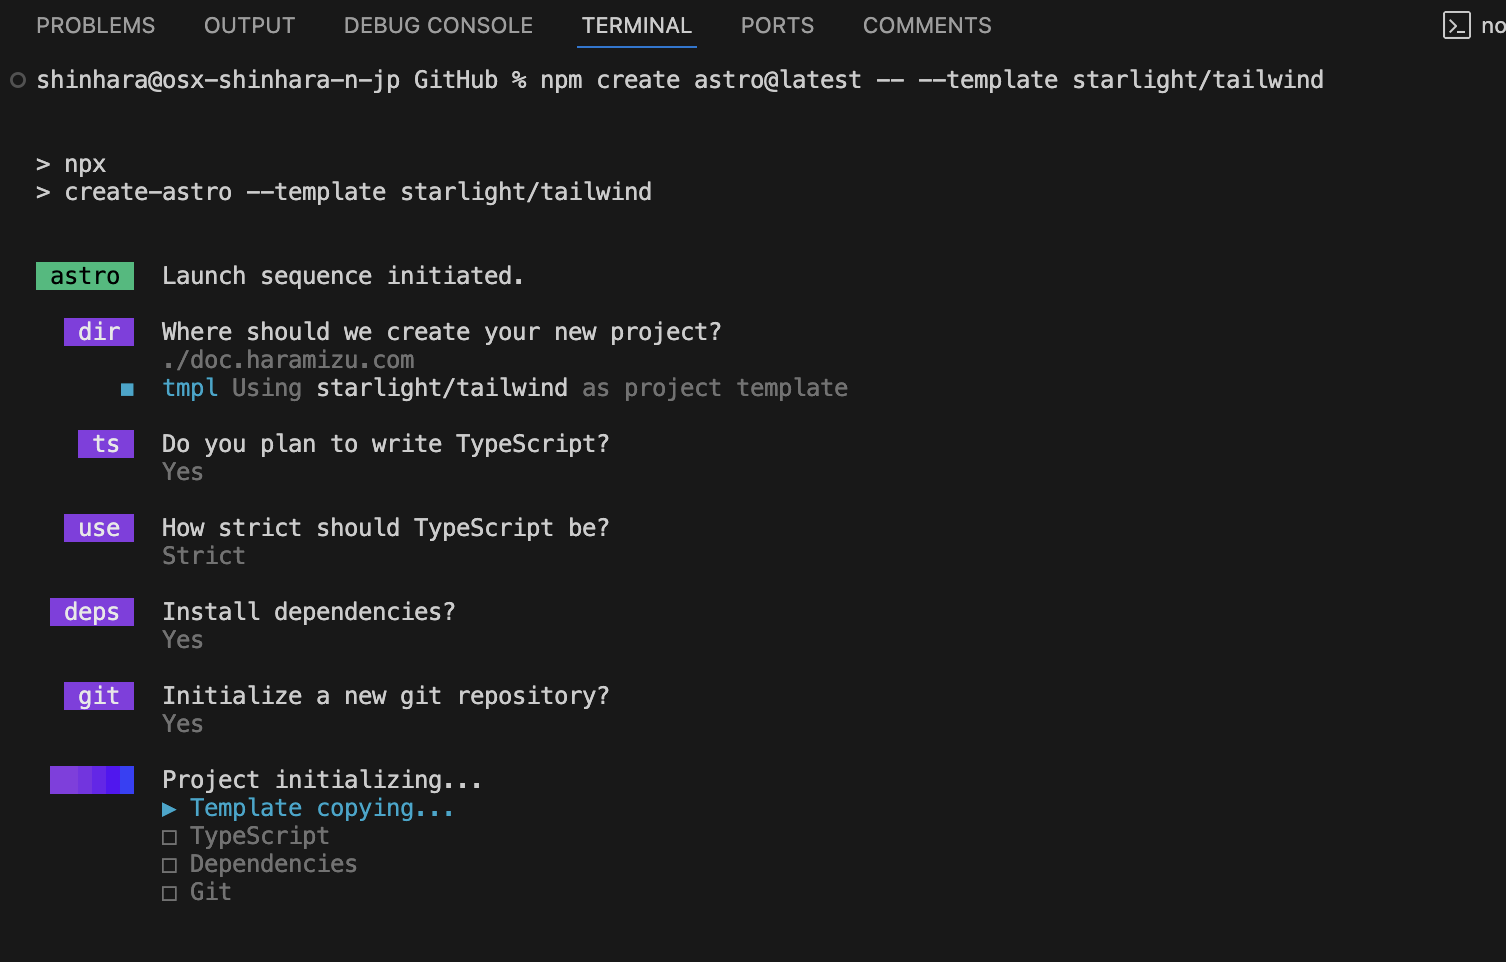 PROBLEMS OUTPUT DEBUG CONSOLE TERMINAL PORTS COMMENTS no
shinhara@osx-shinhara-n-jp GitHub % npm create astro@latest -- --template starlight/tailwind
> npx
> create-astro --template starlight/tailwind
astro Launch sequence initiated.
dir Where should we create your new project?
./doc.haramizu.com
tmpl Using starlight/tailwind as project template
ts Do you plan to write TypeScript?
Yes
use How strict should TypeScript be?
Strict
deps Install dependencies?
Yes
git Initialize a new git repository?
Yes
Project initializing...
▶ Template copying...
□ TypeScript
□ Dependencies
□ Git